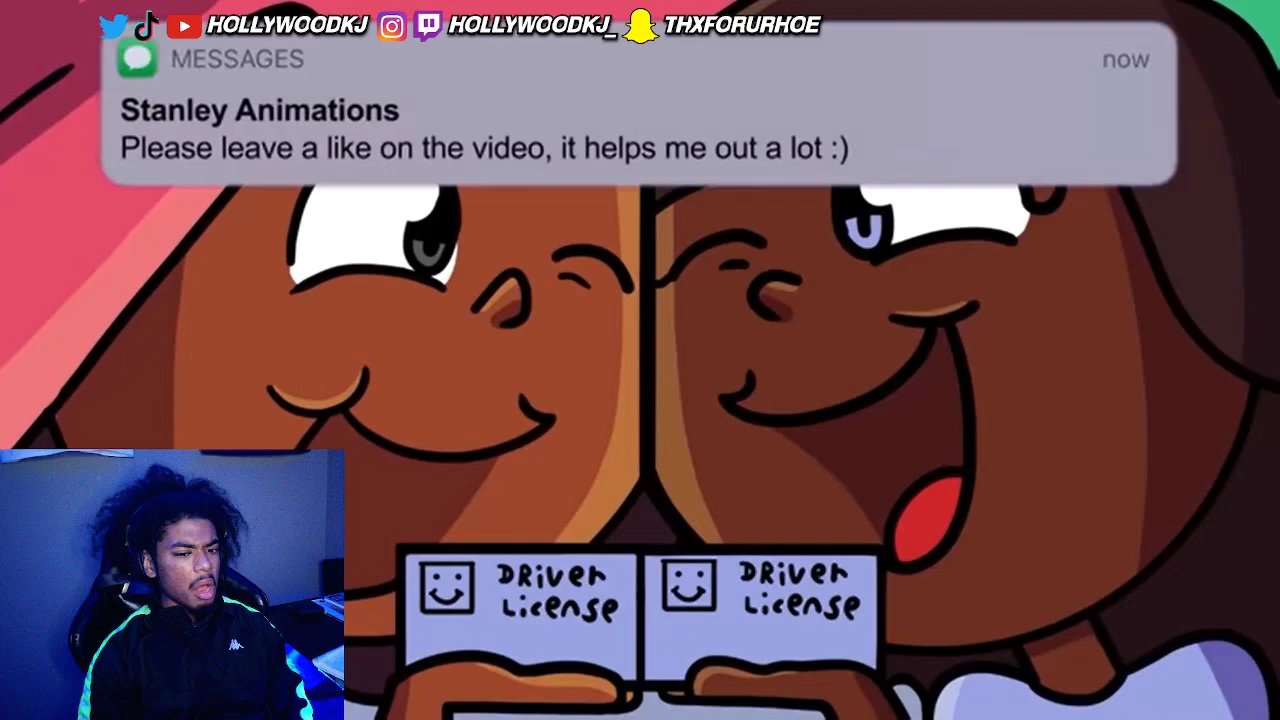 HOLLYWOODKJ HOLLYWOODKJ_ THXFORURHOE
MESSAGES now
Stanley Animations
Please leave a like on the video, it helps me out a lot :)
DRiver License
DRiver License